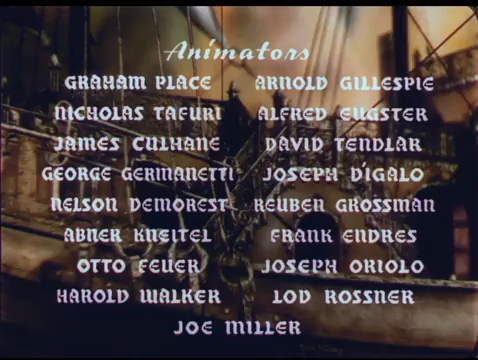 Animators
GRAHAM PLACE ARNOLD GILLESPIE
NICHOLAS TAFURI ALFRED EUGSTER
JAMES CULHANE DAVID TENDLAR
GEORGE GERMANETTI JOSEPH D'IGALO
NELSON DEMOREST REUBEN GROSSMAN
ABNER KNEITEL FRANK ENDRES
OTTO FEUER JOSEPH ORIOLO
HAROLD WALKER LOD ROSSNER
JOE MILLER